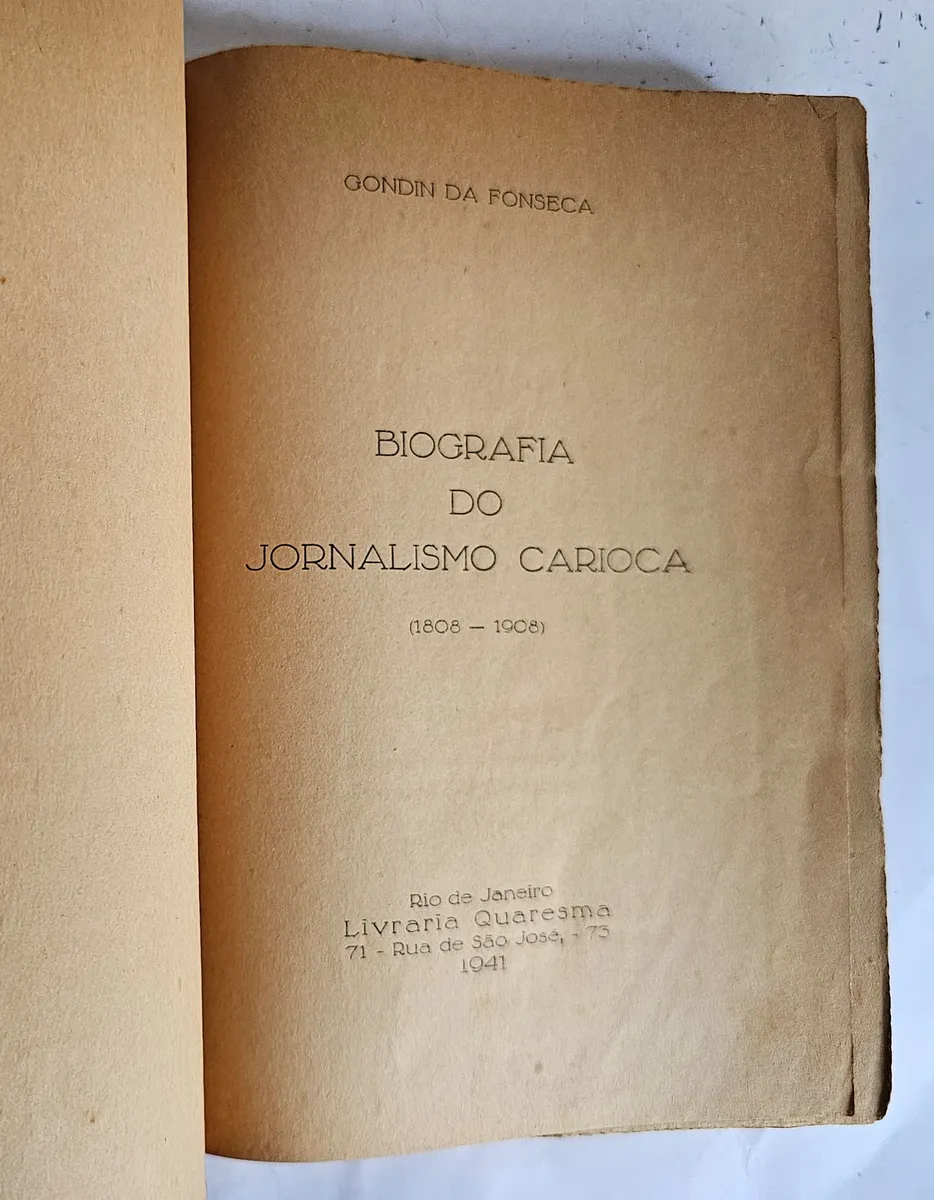 GONDIN DA FONSECA
BIOGRAFIA
DO
JORNALISMO CARIOCA
(1808 — 1908)
Rio de Janeiro
Livraria Quaresma
71 - Rua de São José, - 73
1941